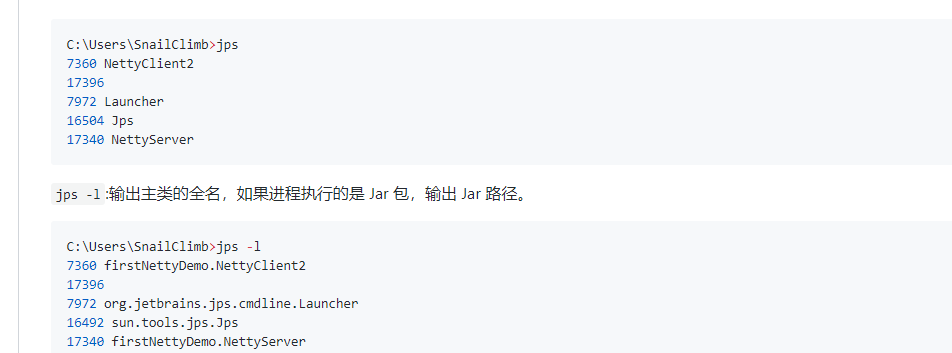 C:\Users\SnailClimb>jps
7360 NettyClient2
17396
7972 Launcher
16504 Jps
17340 NettyServer
jps -l:输出主类的全名，如果进程执行的是 Jar 包，输出 Jar 路径。
C:\Users\SnailClimb>jps -l
7360 firstNettyDemo.NettyClient2
17396
7972 org.jetbrains.jps.cmdline.Launcher
16492 sun.tools.jps.Jps
17340 firstNettyDemo.NettyServer